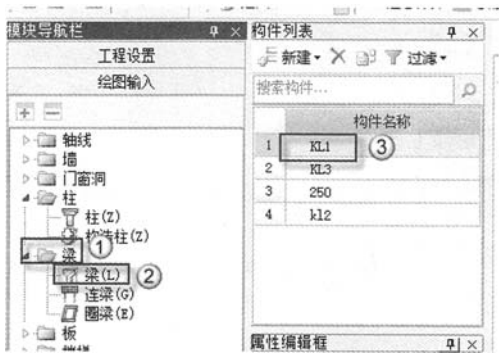 模块导航栏
工程设置
绘图输入
轴线
墙
门窗洞
柱
柱(Z)
构造柱(Z)
① 梁
梁(L) ②
连梁(G)
圈梁(E)
板
构件列表
新建 过滤
搜索构件...
构件名称
1 KL1 ③
2 KL3
3 250
4 kl2
属性编辑框